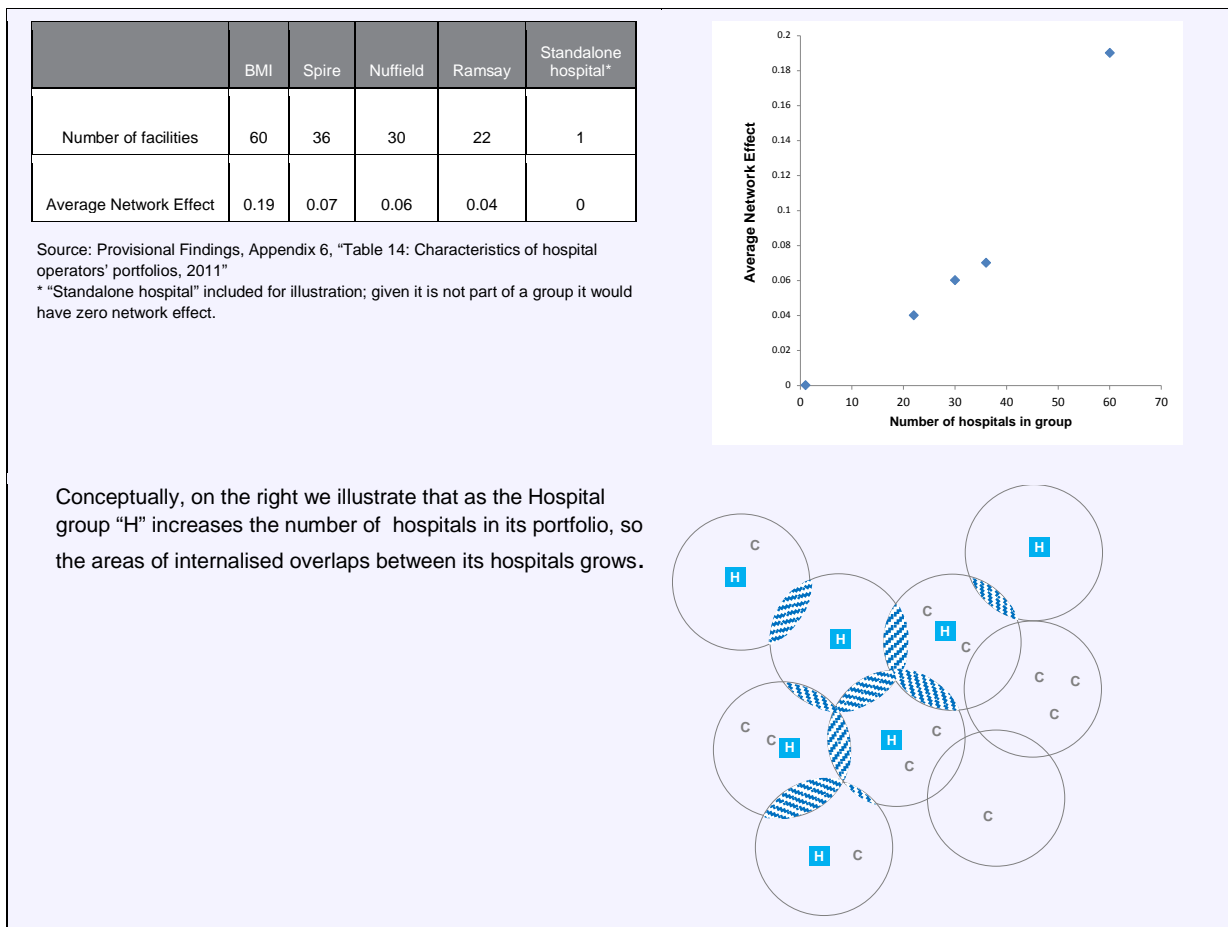 BMI Spire Nuffield Ramsay Standalone hospital*
Number of facilities 60 36 30 22 1
Average Network Effect 0.19 0.07 0.06 0.04 0
Source: Provisional Findings, Appendix 6, “Table 14: Characteristics of hospital
operators’ portfolios, 2011”
* “Standalone hospital” included for illustration; given it is not part of a group it would
have zero network effect.
Average Network Effect
0.2
0.18
0.16
0.14
0.12
0.1
0.08
0.06
0.04
0.02
0
0 10 20 30 40 50 60 70
Number of hospitals in group
Conceptually, on the right we illustrate that as the Hospital
group “H” increases the number of hospitals in its portfolio, so
the areas of internalised overlaps between its hospitals grows.
C
H
H
H
C
H
C
H
C
C
C
C
C
H
C
C
H
C
C
H
C